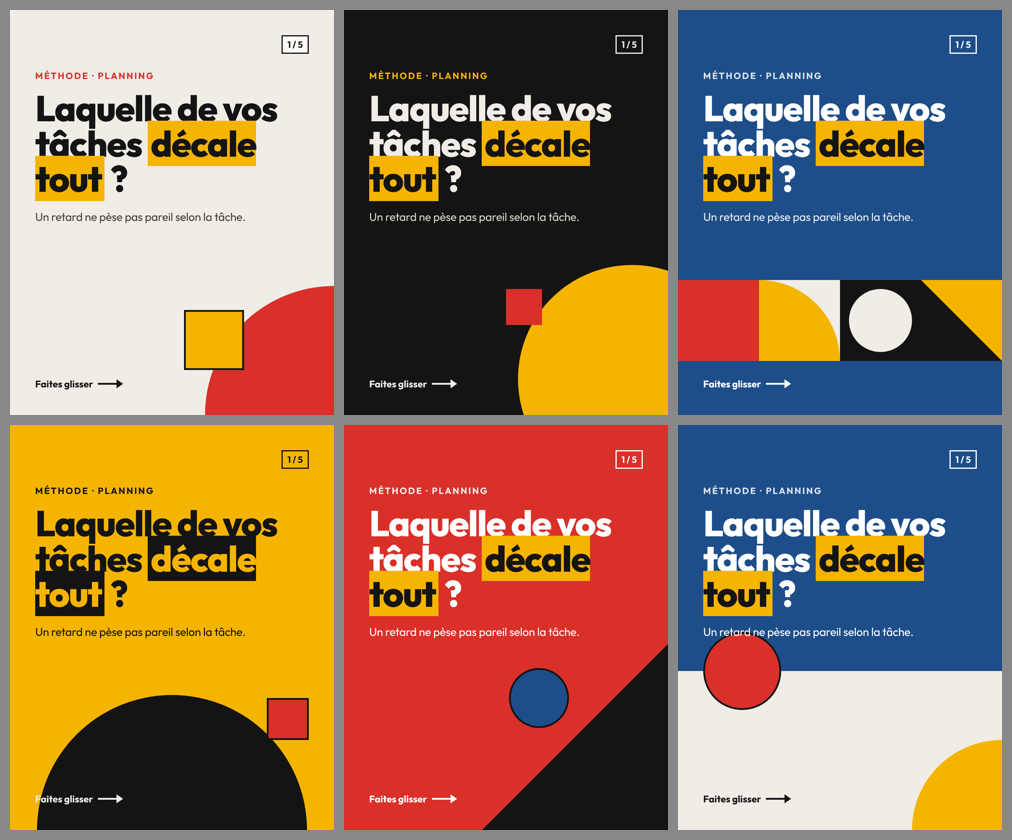 1/5
MÉTHODE · PLANNING
Laquelle de vos
tâches décale
tout ?
Un retard ne pèse pas pareil selon la tâche.
Faites glisser
1/5
MÉTHODE · PLANNING
Laquelle de vos
tâches décale
tout ?
Un retard ne pèse pas pareil selon la tâche.
Faites glisser
1/5
MÉTHODE · PLANNING
Laquelle de vos
tâches décale
tout ?
Un retard ne pèse pas pareil selon la tâche.
Faites glisser
1/5
MÉTHODE · PLANNING
Laquelle de vos
tâches décale
tout ?
Un retard ne pèse pas pareil selon la tâche.
Faites glisser
1/5
MÉTHODE · PLANNING
Laquelle de vos
tâches décale
tout ?
Un retard ne pèse pas pareil selon la tâche.
Faites glisser
1/5
MÉTHODE · PLANNING
Laquelle de vos
tâches décale
tout ?
Un retard ne pèse pas pareil selon la tâche.
Faites glisser